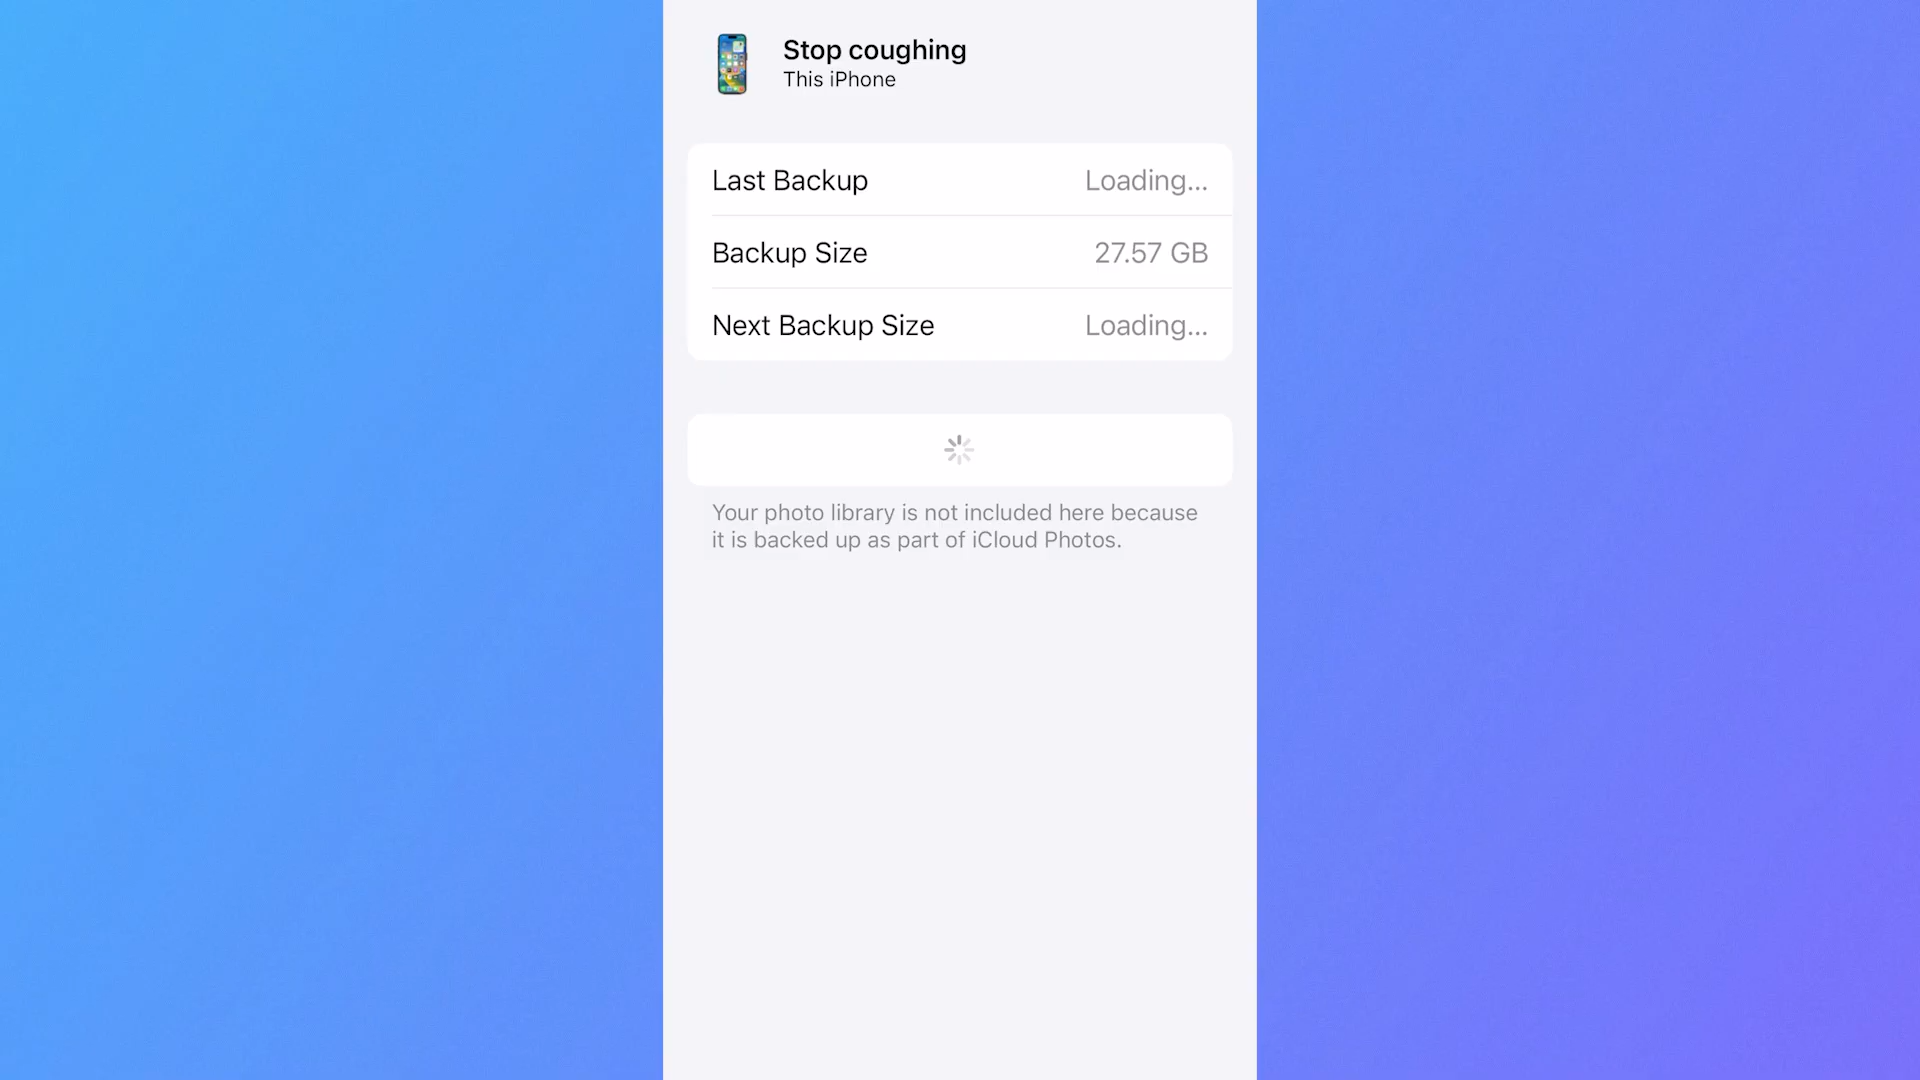 Stop coughing
This iPhone
Last Backup Loading...
Backup Size 27.57 GB
Next Backup Size Loading...
Your photo library is not included here because
it is backed up as part of iCloud Photos.